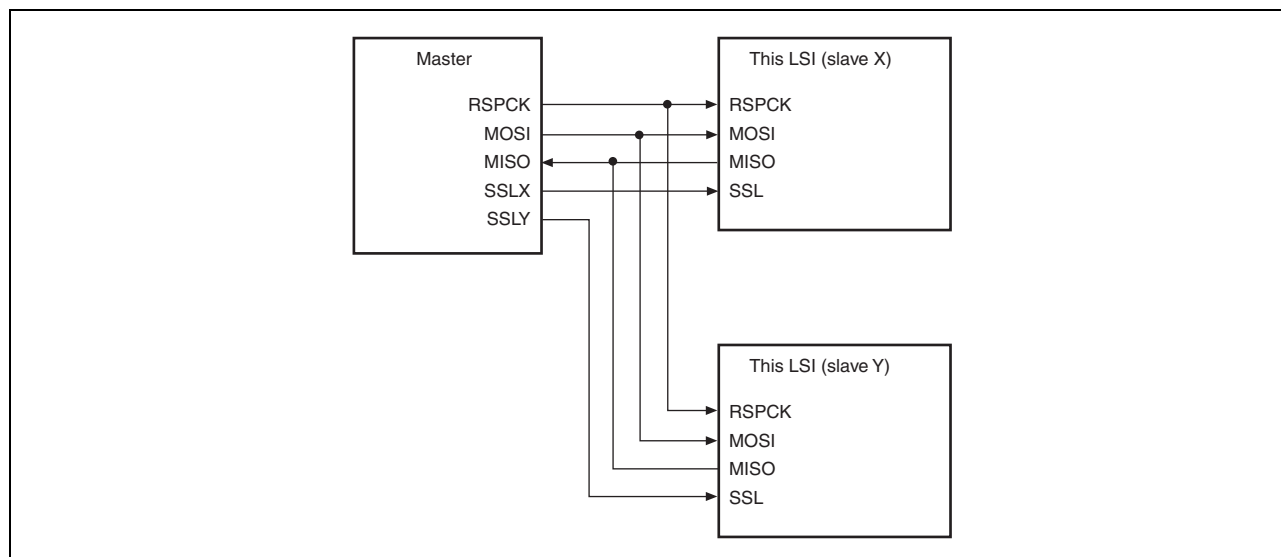 Master
RSPCK
MOSI
MISO
SSLX
SSLY
This LSI (slave X)
RSPCK
MOSI
MISO
SSL
This LSI (slave Y)
RSPCK
MOSI
MISO
SSL